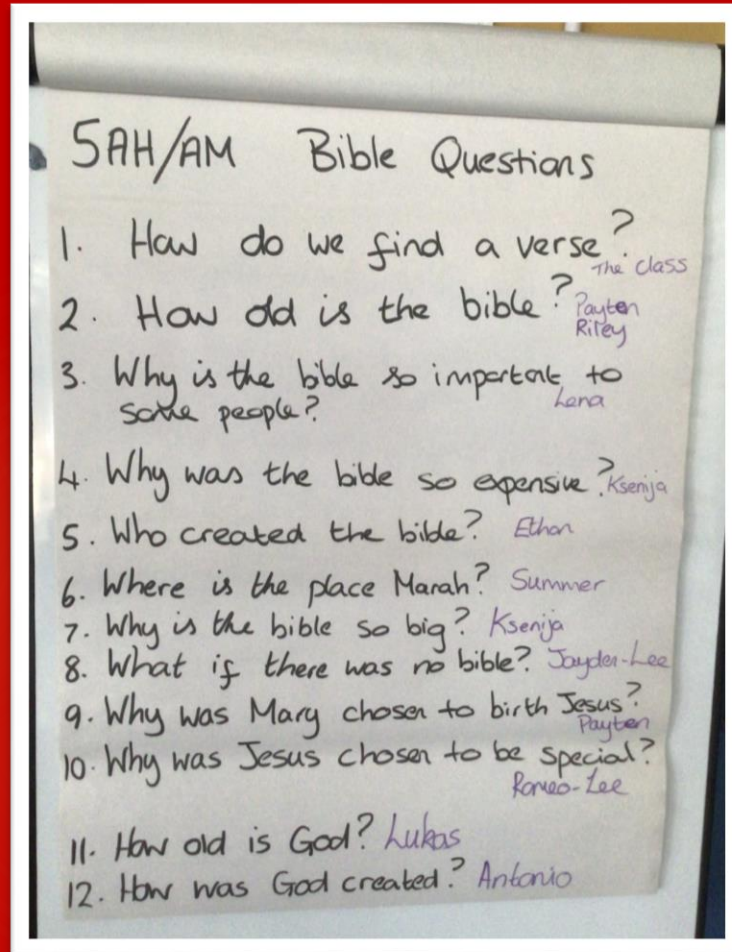 5AH/AM Bible Questions
1. How do we find a verse?
The class
2. How old is the bible? Payten
Riley
3. Why is the bible so important to
some people? Lena
4. Why was the bible so expensive? Ksenija
5. Who created the bible? Ethan
6. Where is the place Marah? Summer
7. Why is the bible so big? Ksenija
8. What if there was no bible? Jayden-Lee
9. Why was Mary chosen to birth Jesus?
Payten
10. Why was Jesus chosen to be special?
Romeo-Lee
11. How old is God? Lukas
12. How was God created? Antonio